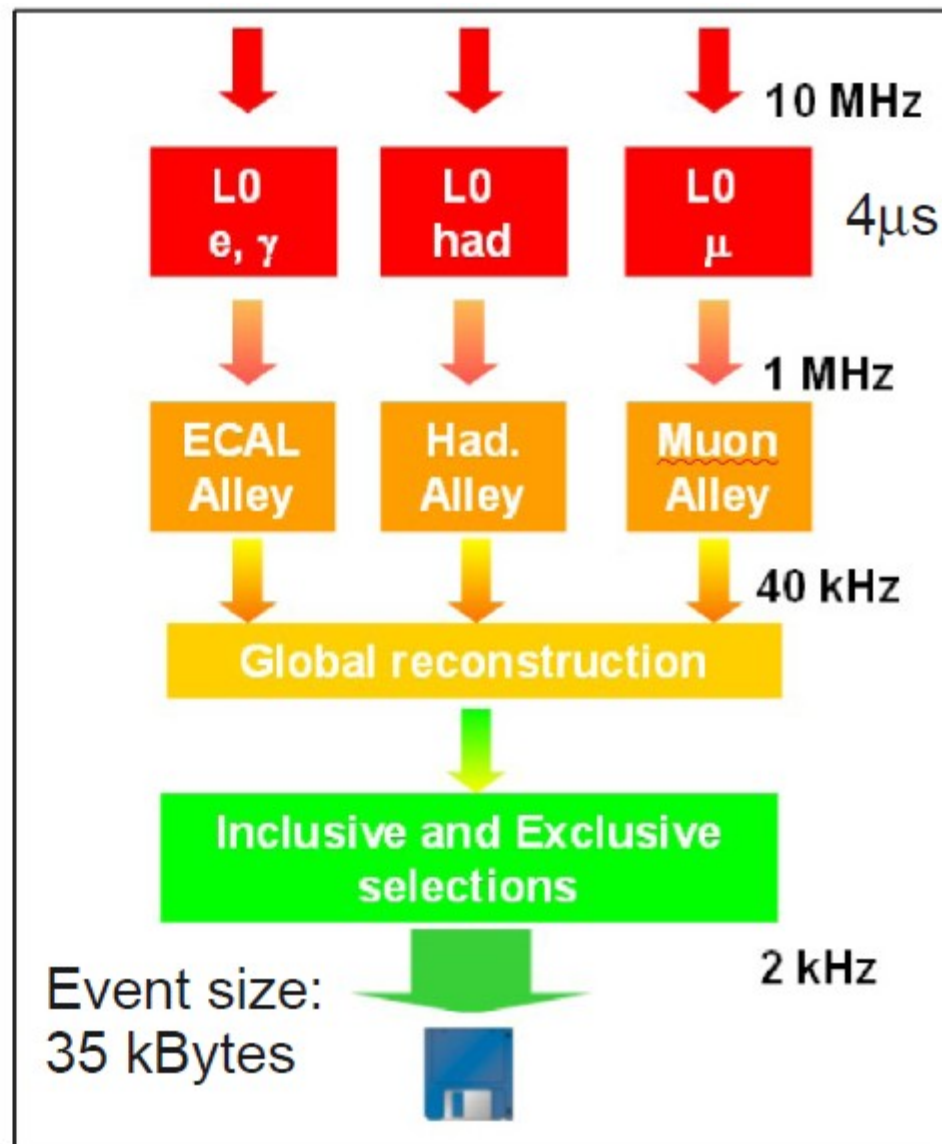 10 MHz
L0
e, γ
L0
had
L0
μ
4μs
1 MHz
ECAL
Alley
Had.
Alley
Muon
Alley
40 kHz
Global reconstruction
Inclusive and Exclusive
selections
2 kHz
Event size:
35 kBytes